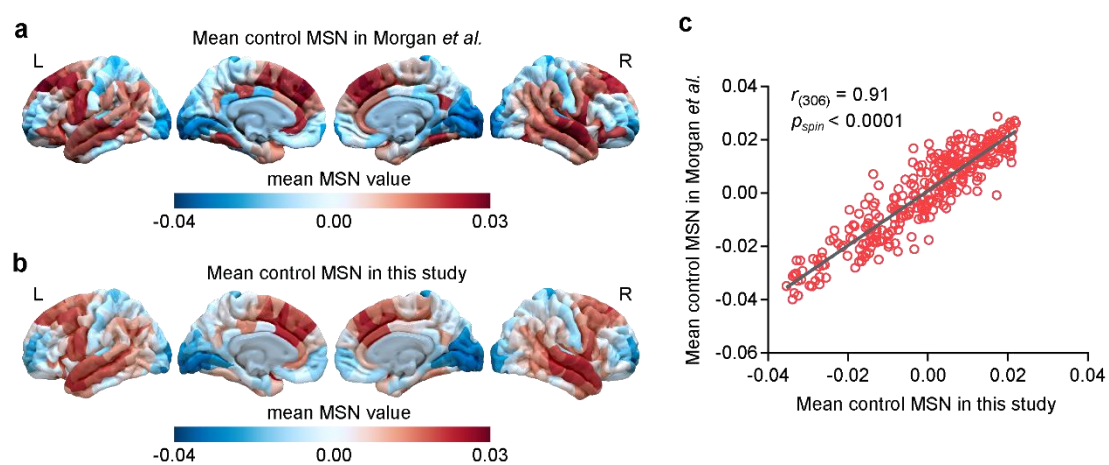 a
Mean control MSN in Morgan et al.
L
R
mean MSN value
-0.04
0.00
0.03
b
Mean control MSN in this study
L
R
mean MSN value
-0.04
0.00
0.03
c
r(306) = 0.91
pspin < 0.0001
Mean control MSN in Morgan et al.
0.04
0.02
0.00
-0.02
-0.04
-0.06
-0.04
-0.02
0.00
0.02
0.04
Mean control MSN in this study